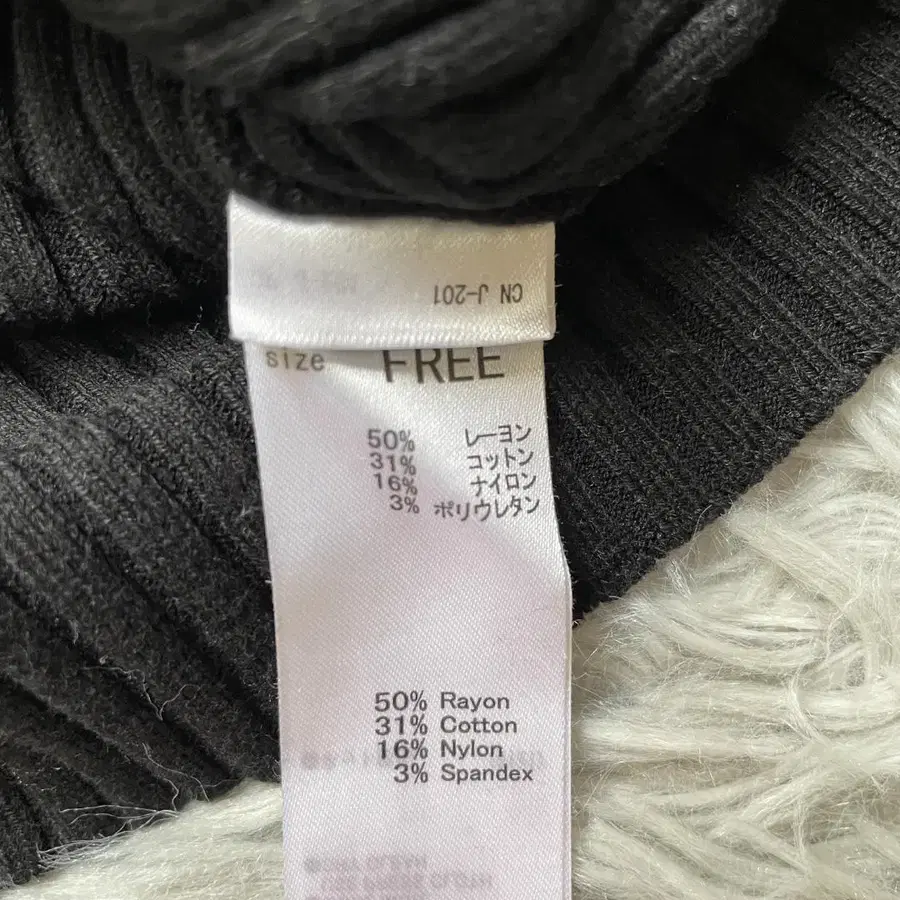 CN J-201
size FREE
50% レーヨン
31% コットン
16% ナイロン
3% ポリウレタン
50% Rayon
31% Cotton
16% Nylon
3% Spandex